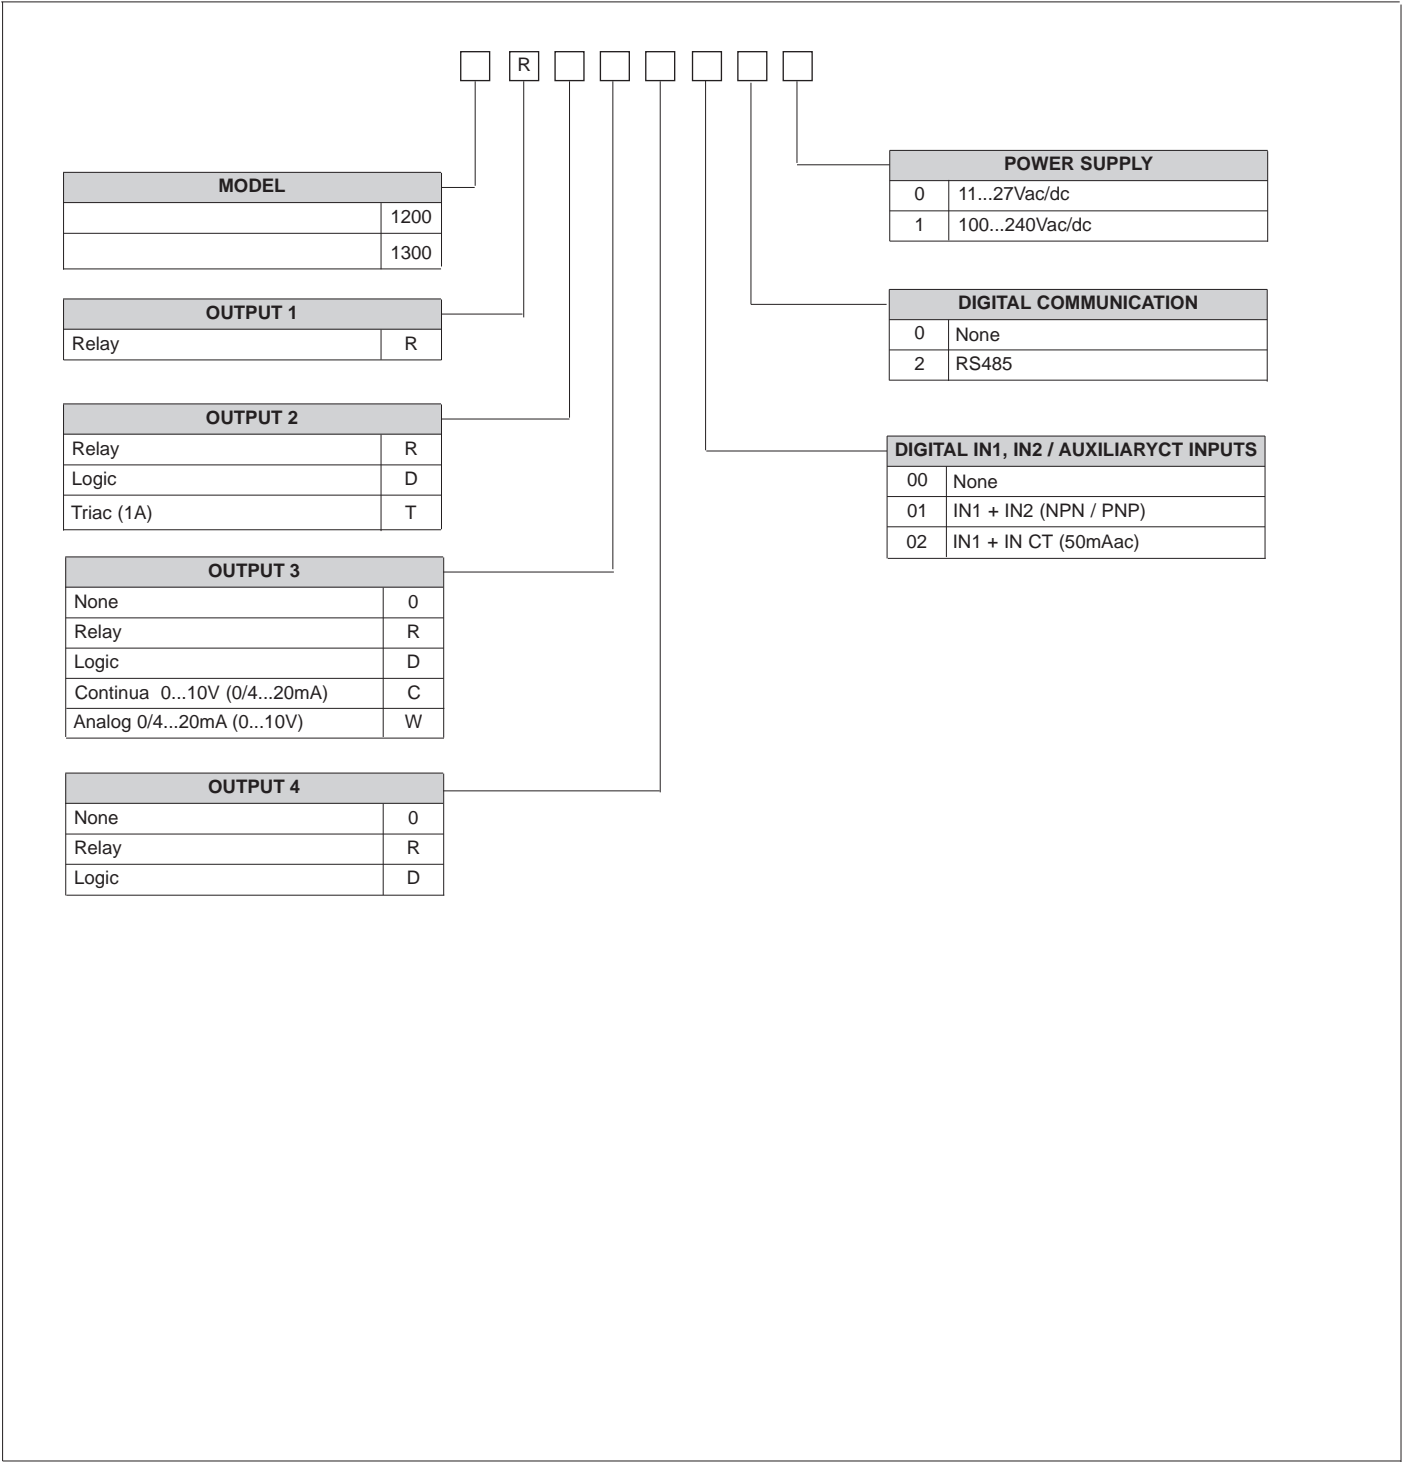 R
MODEL
1200
1300
OUTPUT 1
Relay R
OUTPUT 2
Relay R
Logic D
Triac (1A) T
OUTPUT 3
None 0
Relay R
Logic D
Continua 0...10V (0/4...20mA) C
Analog 0/4...20mA (0...10V) W
OUTPUT 4
None 0
Relay R
Logic D
POWER SUPPLY
0 11...27Vac/dc
1 100...240Vac/dc
DIGITAL COMMUNICATION
0 None
2 RS485
DIGITAL IN1, IN2 / AUXILIARYCT INPUTS
00 None
01 IN1 + IN2 (NPN / PNP)
02 IN1 + IN CT (50mAac)